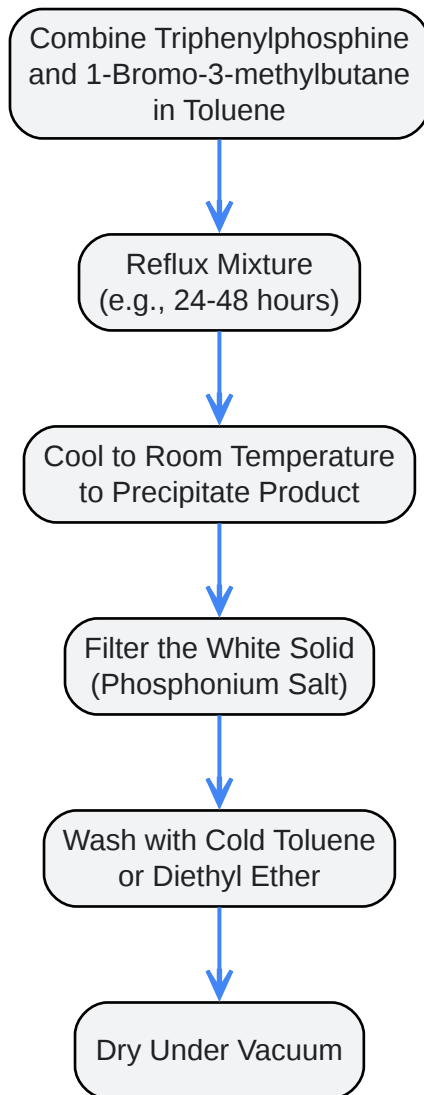 Combine Triphenylphosphine
and 1-Bromo-3-methylbutane
in Toluene
Reflux Mixture
(e.g., 24-48 hours)
Cool to Room Temperature
to Precipitate Product
Filter the White Solid
(Phosphonium Salt)
Wash with Cold Toluene
or Diethyl Ether
Dry Under Vacuum